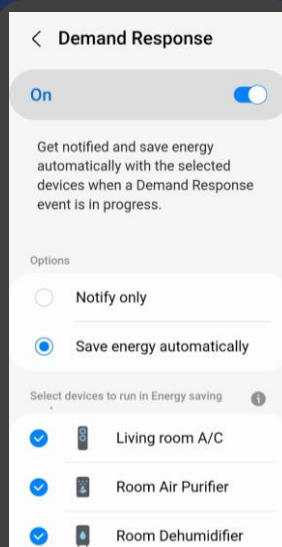 Demand Response
On
Get notified and save energy
automatically with the selected
devices when a Demand Response
event is in progress.
Options
Notify only
Save energy automatically
Select devices to run in Energy saving
Living room A/C
Room Air Purifier
Room Dehumidifier